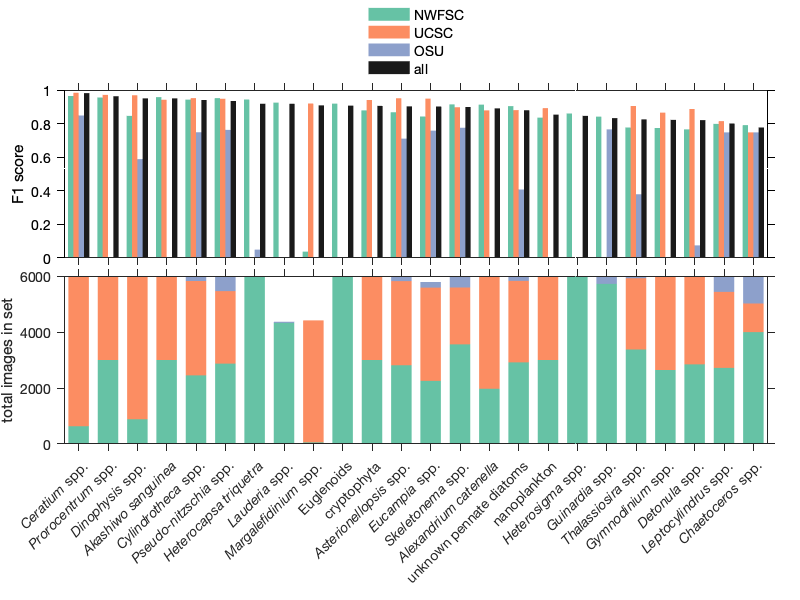 NWFSC
UCSC
OSU
all
1
0.8
0.6
0.4
0.2
0
F1 score
6000
4000
2000
0
total images in set
Ceratium spp.
Prorocentrum spp.
Dinophysis spp.
Akashiwo sanguinea
Cylindrotheca spp.
Pseudo-nitzschia spp.
Heterocapsa triquetra
Lauderia spp.
Margalefidinium spp.
Euglenoids
cryptophyta
Asterionellopsis spp.
Eucampia spp.
Skeletonema spp.
Alexandrium catenella
unknown pennate diatoms
nanoplankton
Heterosigma spp.
Guinardia spp.
Thalassiosira spp.
Gymnodinium spp.
Detonula spp.
Leptocylindrus spp.
Chaetoceros spp.